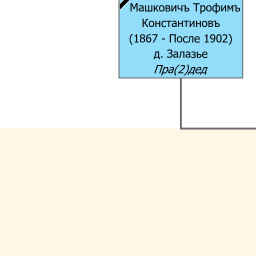 Машковичъ Трофимъ
Константиновъ
(1867 - После 1902)
д. Залазье
Пра(2)дед